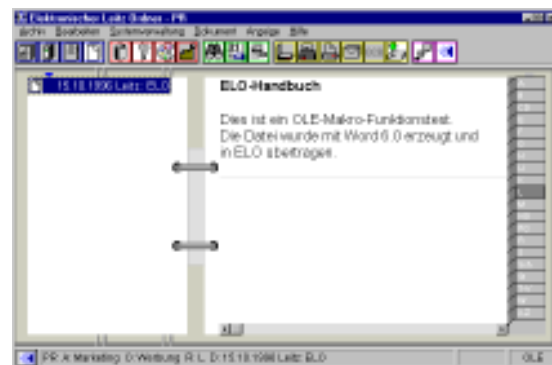 Elektronischer Leitz Ordner - PR
Archiv Bearbeiten Systemverwaltung Dokument Anzeige Hilfe
15.10.1996 Leitz: ELO
ELO-Handbuch
Dies ist ein OLE-Makro-Funktionstest.
Die Datei wurde mit Word 6.0 erzeugt und
in ELO übertragen.
L
PR: A: Marketing O: Werbung R: L D: 15.10.1996 Leitz: ELO
OLE